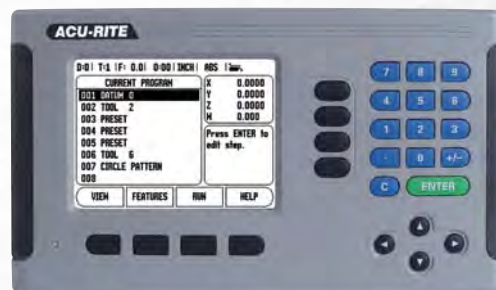 ACU-RITE
D:0| T:1 |F: 0.0| 0:00| INCH| ABS |
CURRENT PROGRAM
001 DATUM 0
002 TOOL 2
003 PRESET
004 PRESET
005 PRESET
006 TOOL 6
007 CIRCLE PATTERN
008
X 0.0000
Y 0.0000
Z 0.0000
W 0.000
Press ENTER to
edit step.
VIEW FEATURES RUN HELP
7 8 9
4 5 6
1 2 3
. 0 +/-
C ENTER